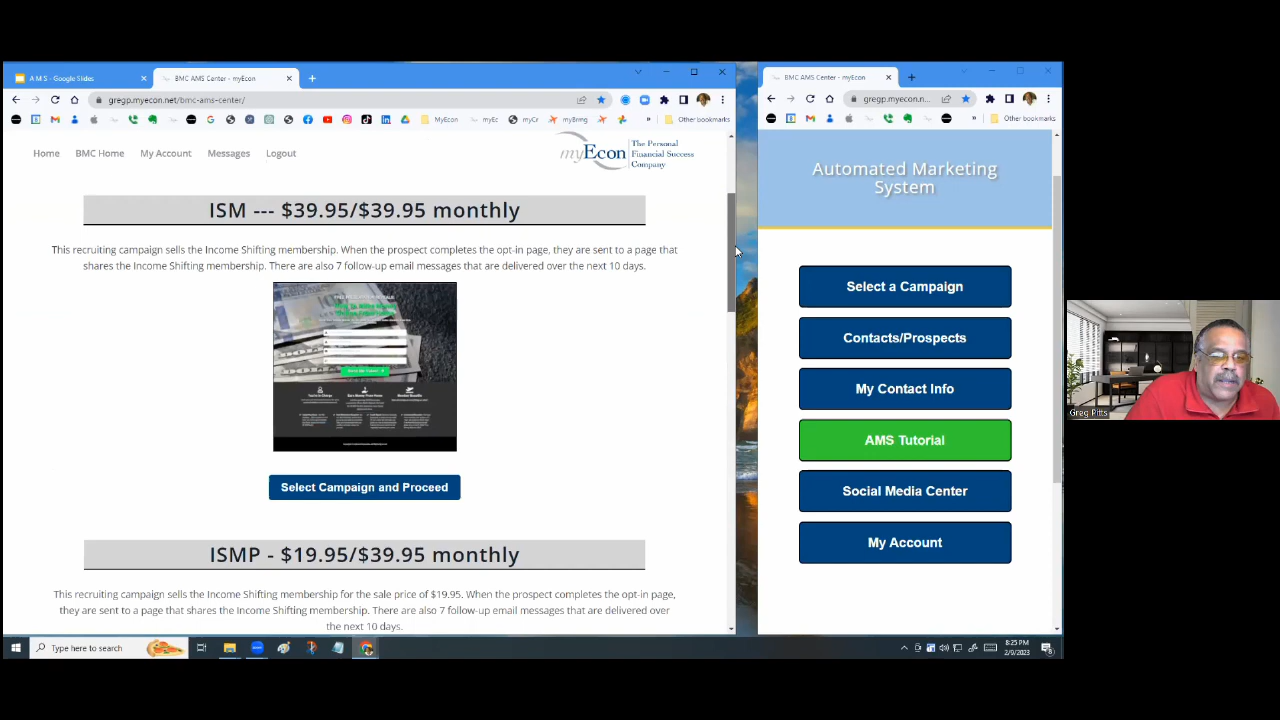 A M S - Google Slides
BMC AMS Center - myEcon
gregp.myecon.net/bmc-ams-center/
MyEcon
myEc
myCr
myBrng
Other bookmarks
Home
BMC Home
My Account
Messages
Logout
myEcon
The Personal
Financial Success
Company
ISM --- $39.95/$39.95 monthly
This recruiting campaign sells the Income Shifting membership. When the prospect completes the opt-in page, they are sent to a page that
shares the Income Shifting membership. There are also 7 follow-up email messages that are delivered over the next 10 days.
Select Campaign and Proceed
ISMP - $19.95/$39.95 monthly
This recruiting campaign sells the Income Shifting membership for the sale price of $19.95. When the prospect completes the opt-in page,
they are sent to a page that shares the Income Shifting membership. There are also 7 follow-up email messages that are delivered over
the next 10 days.
BMC AMS Center - myEcon
gregp.myecon.n...
Other bookmarks
Automated Marketing
System
Select a Campaign
Contacts/Prospects
My Contact Info
AMS Tutorial
Social Media Center
My Account
Greg Pitts
Type here to search
8:25 PM